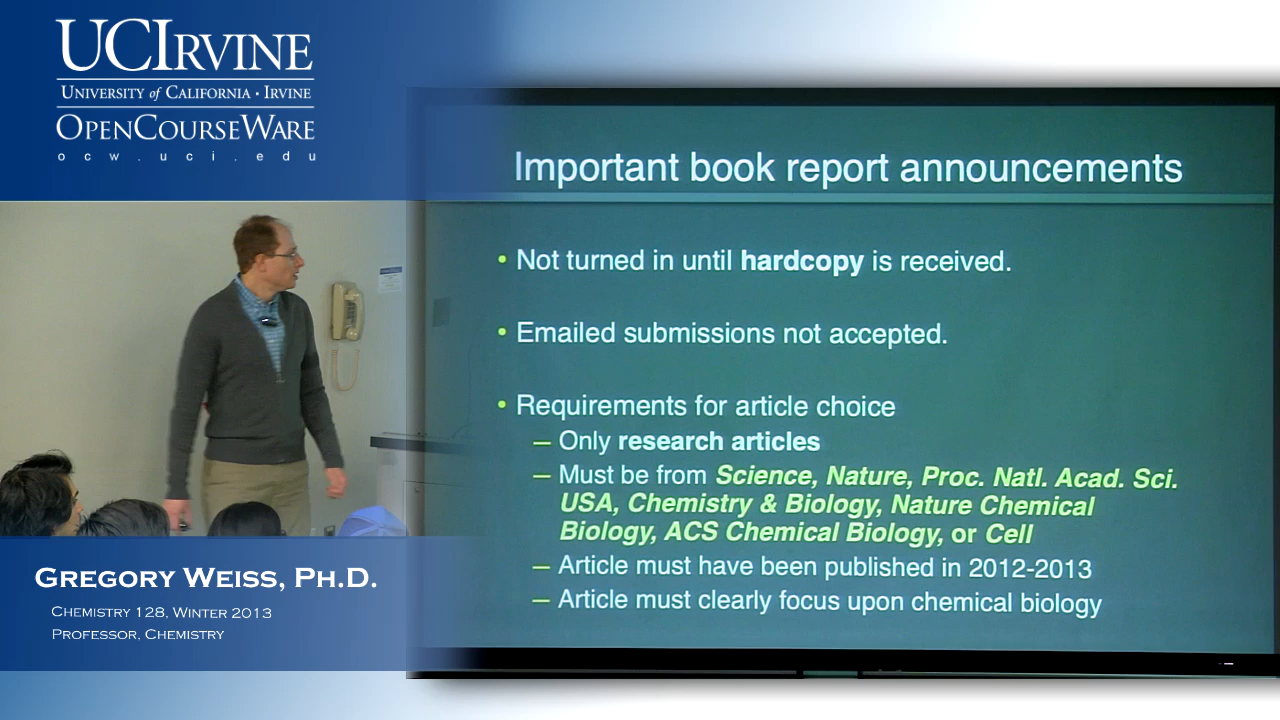 UCIRVINE
UNIVERSITY of CALIFORNIA • IRVINE
OPENCOURSEWARE
ocw.uci.edu
Important book report announcements
• Not turned in until hardcopy is received.
• Emailed submissions not accepted.
• Requirements for article choice
– Only research articles
– Must be from Science, Nature, Proc. Natl. Acad. Sci.
USA, Chemistry & Biology, Nature Chemical
Biology, ACS Chemical Biology, or Cell
– Article must have been published in 2012-2013
– Article must clearly focus upon chemical biology
GREGORY WEISS, PH.D.
CHEMISTRY 128, WINTER 2013
PROFESSOR, CHEMISTRY